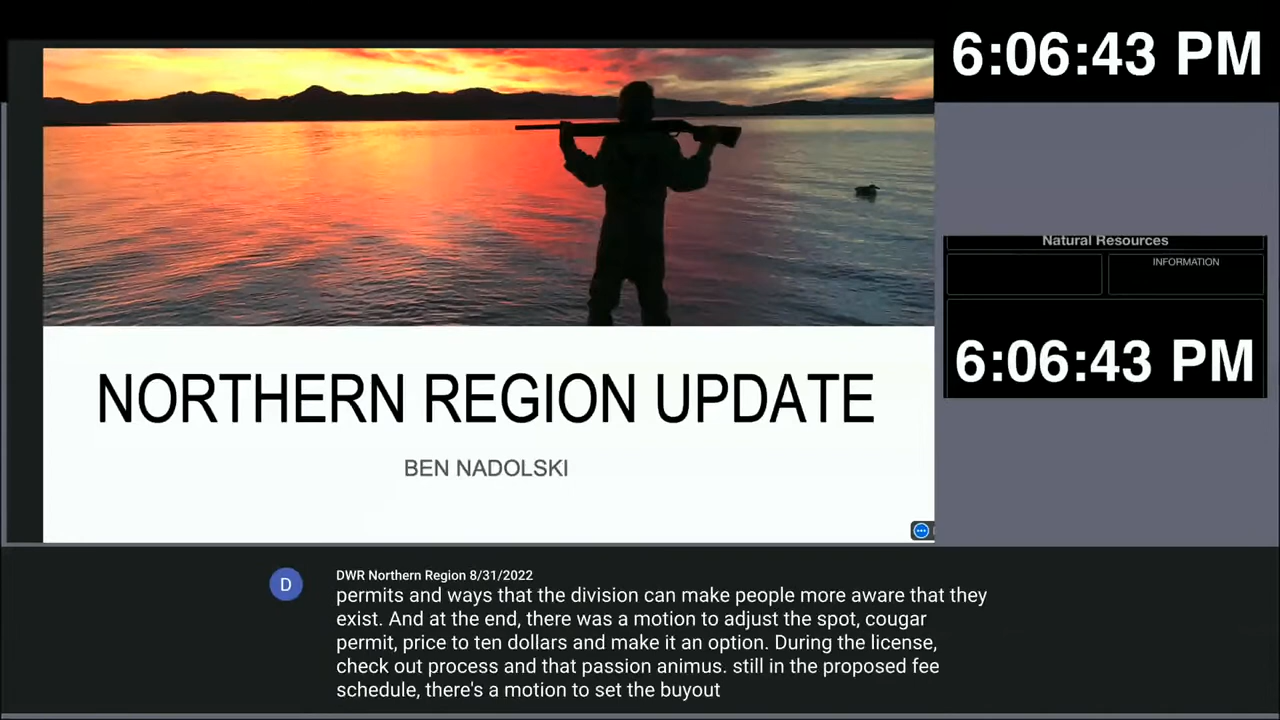 6:06:43 PM
Natural Resources
INFORMATION
6:06:43 PM
NORTHERN REGION UPDATE
BEN NADOLSKI
D
DWR Northern Region 8/31/2022
permits and ways that the division can make people more aware that they
exist. And at the end, there was a motion to adjust the spot, cougar
permit, price to ten dollars and make it an option. During the license,
check out process and that passion animus. still in the proposed fee
schedule, there's a motion to set the buyout